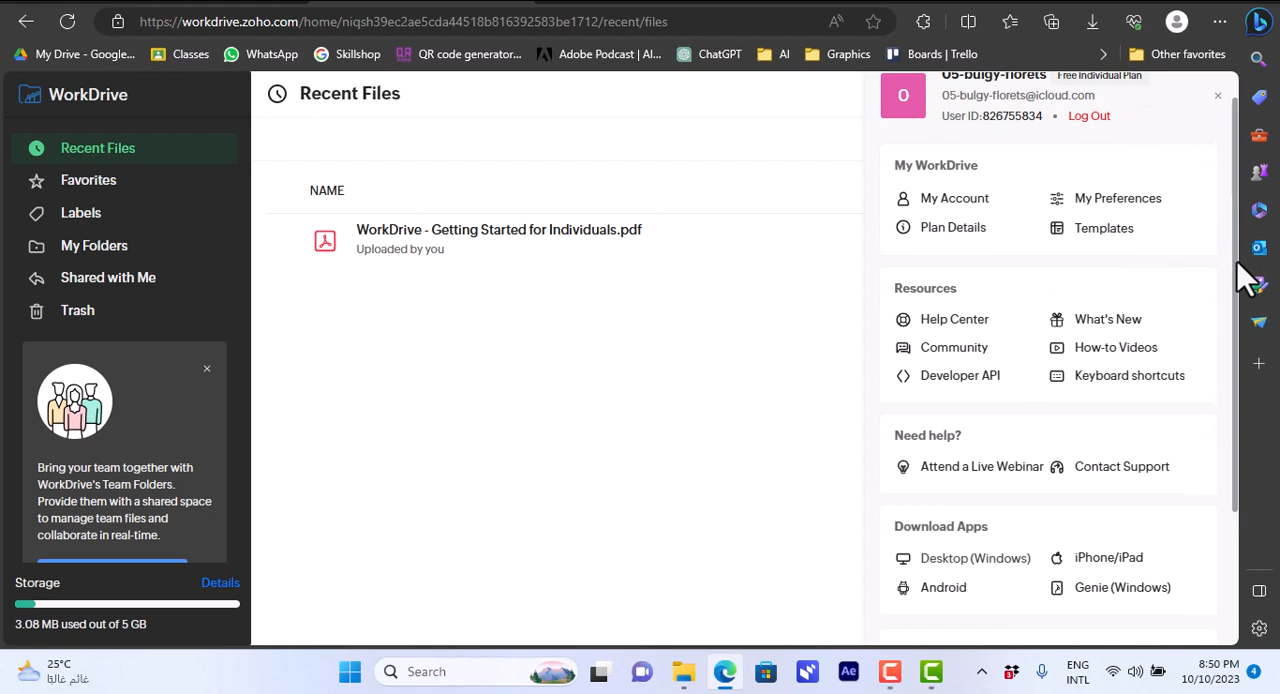 https://workdrive.zoho.com/home/niqsh39ec2ae5cda44518b816392583be1712/recent/files
My Drive - Google...
Classes
WhatsApp
Skillshop
QR code generator...
Adobe Podcast | AI...
ChatGPT
AI
Graphics
Boards | Trello
Other favorites
WorkDrive
Recent Files
Favorites
Labels
My Folders
Shared with Me
Trash
Bring your team together with
WorkDrive's Team Folders.
Provide them with a shared space
to manage team files and
collaborate in real-time.
Storage
Details
3.08 MB used out of 5 GB
Recent Files
NAME
WorkDrive - Getting Started for Individuals.pdf
Uploaded by you
O
05-bulgy-florets
Free Individual Plan
05-bulgy-florets@icloud.com
User ID:826755834 • Log Out
My WorkDrive
My Account
My Preferences
Plan Details
Templates
Resources
Help Center
What's New
Community
How-to Videos
Developer API
Keyboard shortcuts
Need help?
Attend a Live Webinar
Contact Support
Download Apps
Desktop (Windows)
iPhone/iPad
Android
Genie (Windows)
25°C
غائم غالبًا
Search
Ae
3
ENG
INTL
8:50 PM
10/10/2023
4